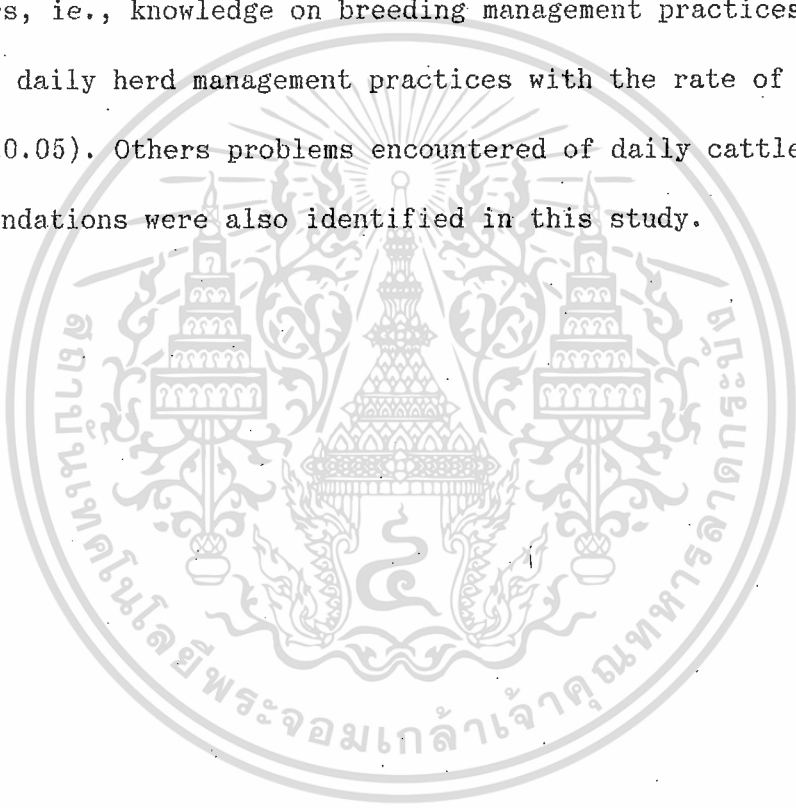 rs, ie., knowledge on breeding management practices
daily herd management practices with the rate of
0.05). Others problems encountered of daily cattle
ndations were also identified in this study.
สถาบันเทคโนโลยีพระจอมเกล้าเจ้าคุณทหารลาดกระบัง